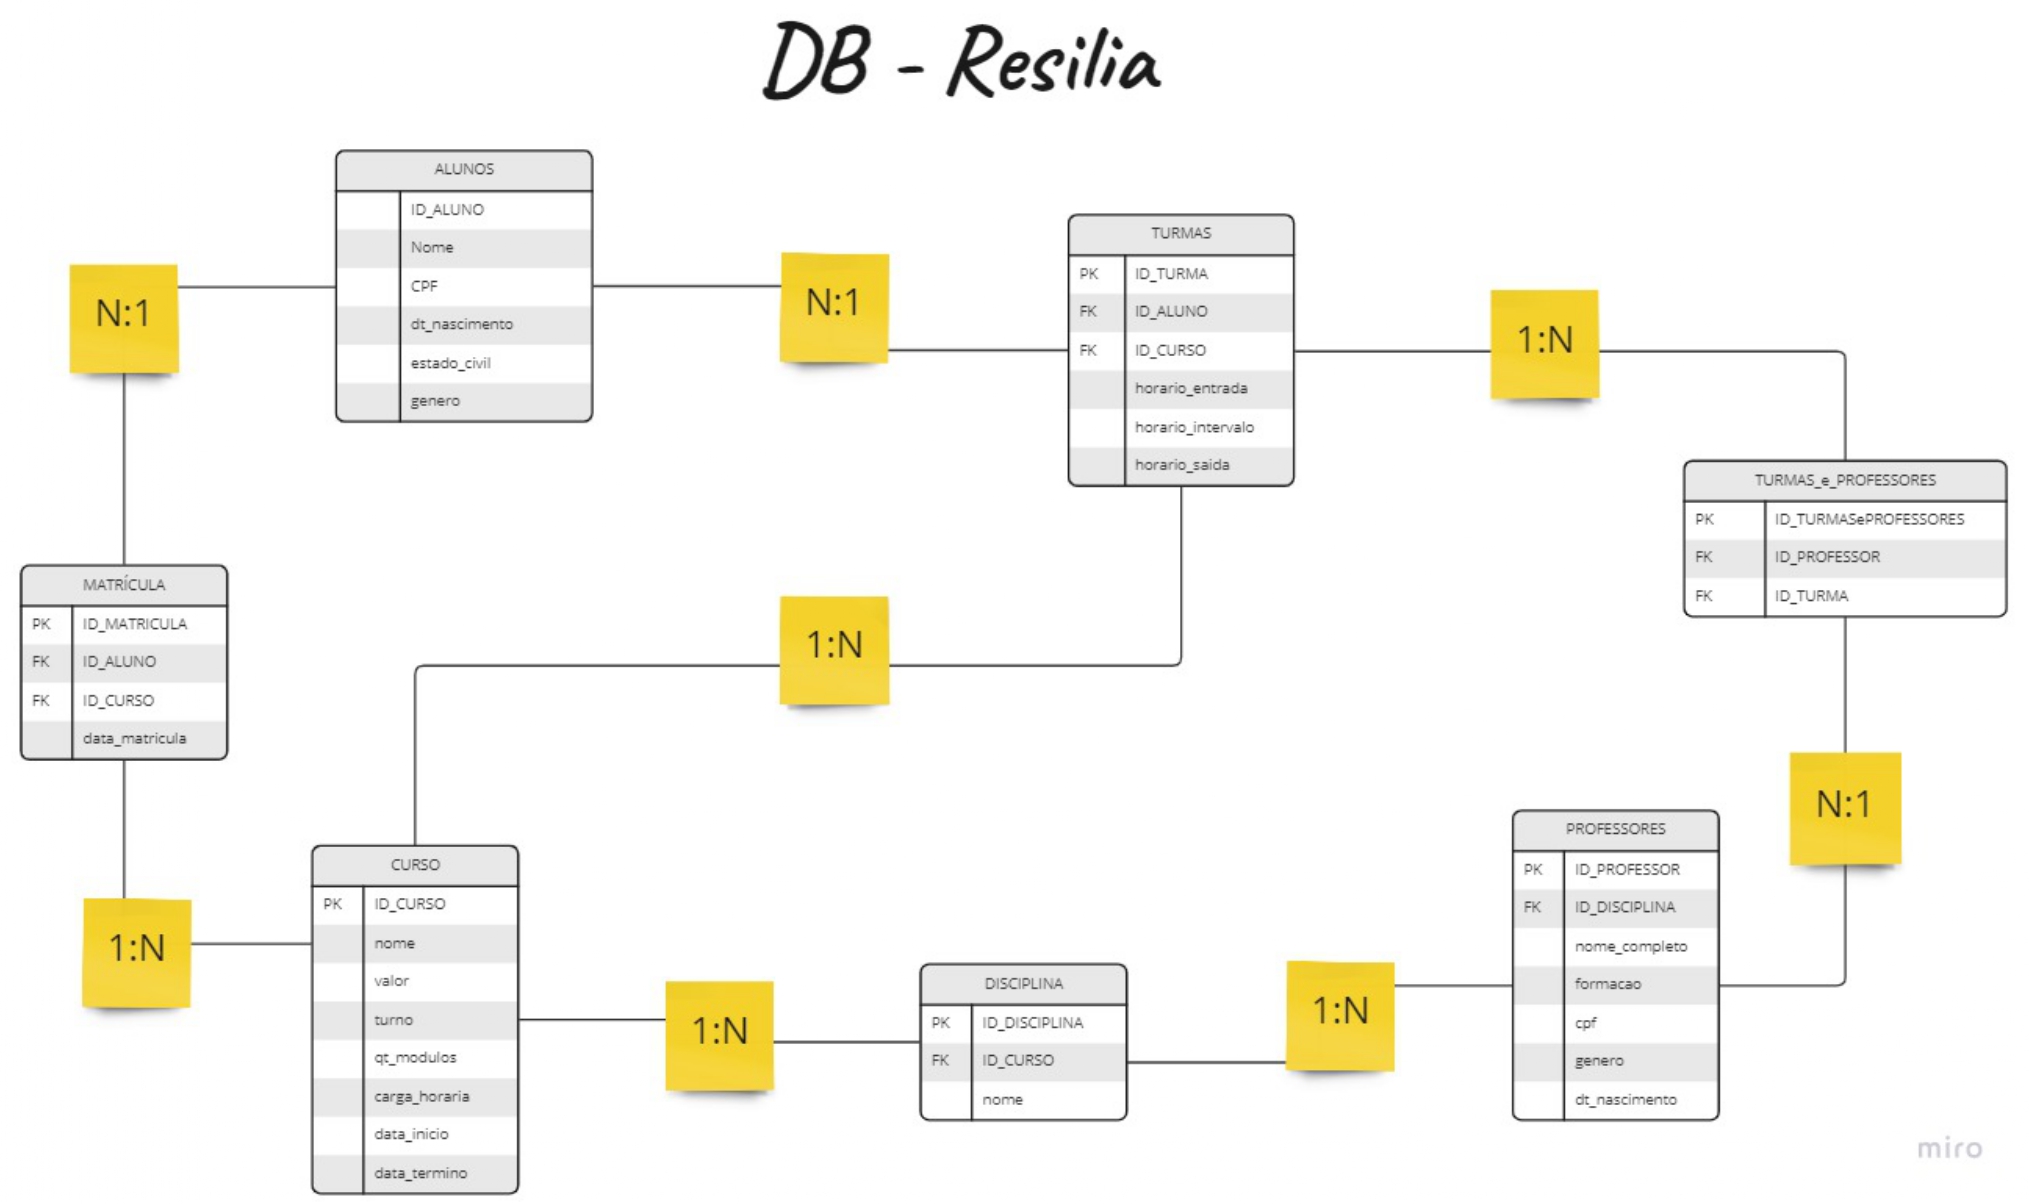 DB - Resilia
ALUNOS
ID_ALUNO
Nome
CPF
dt_nascimento
estado_civil
genero
N:1
N:1
TURMAS
PK ID_TURMA
FK ID_ALUNO
FK ID_CURSO
horario_entrada
horario_intervalo
horario_saida
1:N
TURMAS_e_PROFESSORES
PK ID_TURMASePROFESSORES
FK ID_PROFESSOR
FK ID_TURMA
MATRÍCULA
PK ID_MATRICULA
FK ID_ALUNO
FK ID_CURSO
data_matricula
1:N
N:1
1:N
CURSO
PK ID_CURSO
nome
valor
turno
qt_modulos
carga_horaria
data_inicio
data_termino
1:N
DISCIPLINA
PK ID_DISCIPLINA
FK ID_CURSO
nome
1:N
PROFESSORES
PK ID_PROFESSOR
FK ID_DISCIPLINA
nome_completo
formacao
cpf
genero
dt_nascimento
miro